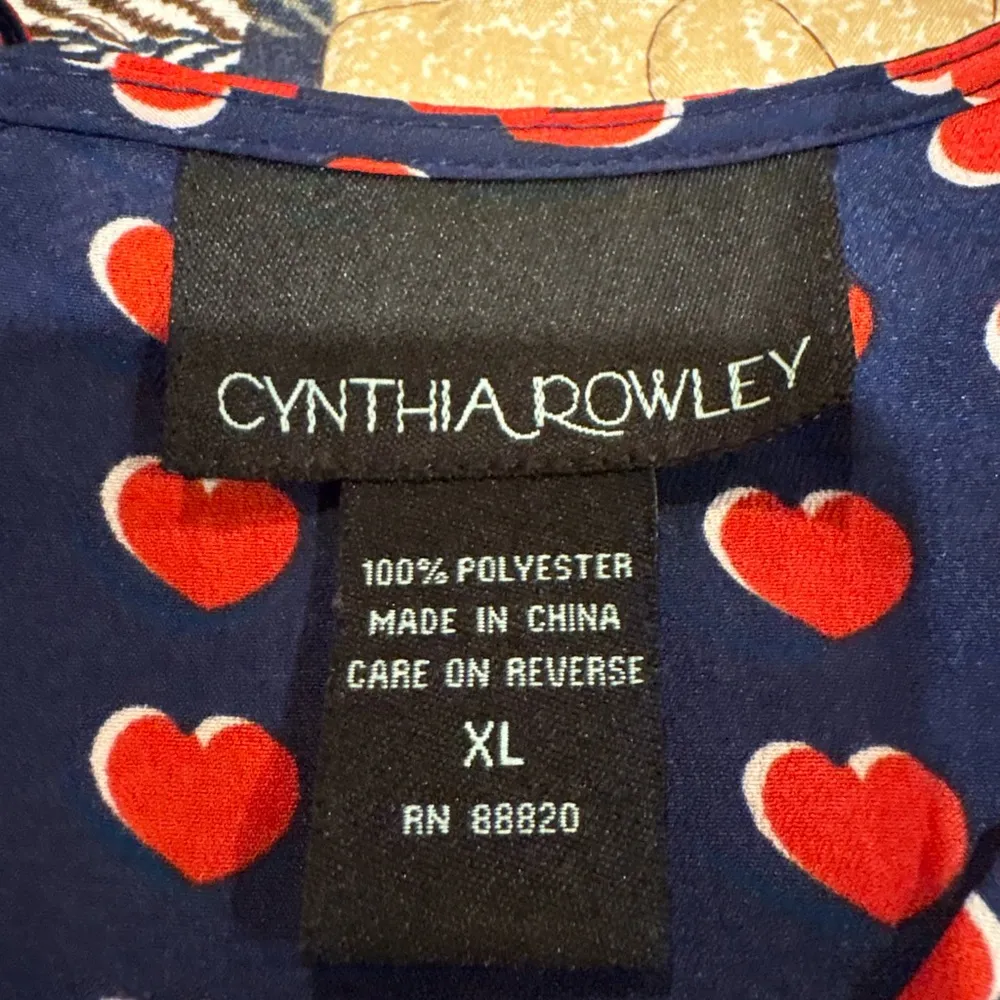 CYNTHIA ROWLEY
100% POLYESTER
MADE IN CHINA
CARE ON REVERSE
XL
RN 88820